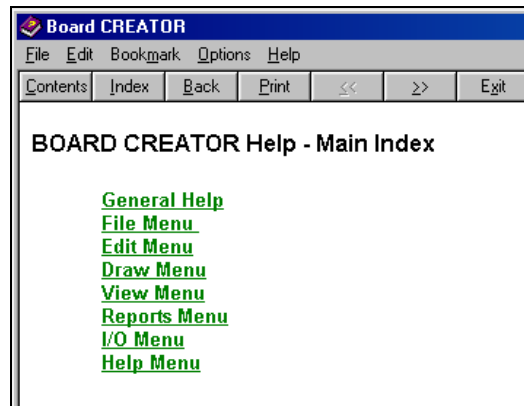 Board CREATOR
File Edit Bookmark Options Help
Contents Index Back Print << >> Exit
BOARD CREATOR Help - Main Index
General Help
File Menu
Edit Menu
Draw Menu
View Menu
Reports Menu
I/O Menu
Help Menu